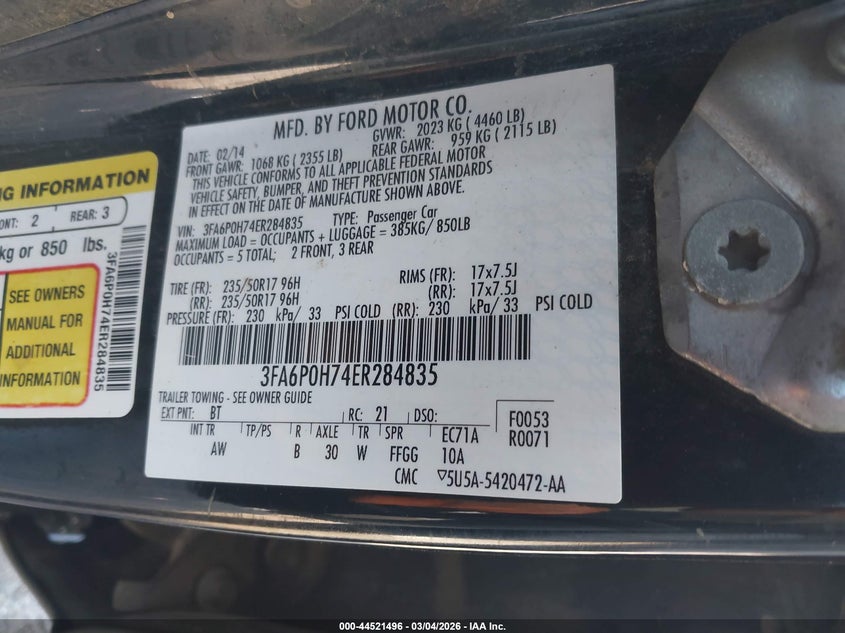 NG INFORMATION
ONT: 2 REAR: 3
kg or 850 lbs.
SEE OWNERS
MANUAL FOR
ADDITIONAL
INFORMATION
3FA6P0H74ER284835
MFD. BY FORD MOTOR CO.
DATE: 02/14 GVWR: 2023 KG ( 4460 LB)
FRONT GAWR: 1068 KG ( 2355 LB) REAR GAWR: 959 KG ( 2115 LB)
THIS VEHICLE CONFORMS TO ALL APPLICABLE FEDERAL MOTOR
VEHICLE SAFETY, BUMPER, AND THEFT PREVENTION STANDARDS
IN EFFECT ON THE DATE OF MANUFACTURE SHOWN ABOVE.
VIN: 3FA6P0H74ER284835 TYPE: Passenger Car
MAXIMUM LOAD = OCCUPANTS + LUGGAGE = 385KG/ 850LB
OCCUPANTS = 5 TOTAL; 2 FRONT, 3 REAR
TIRE (FR): 235/50R17 96H RIMS (FR): 17x7.5J
(RR): 235/50R17 96H (RR): 17x7.5J
PRESSURE (FR): 230 kPa/ 33 PSI COLD (RR): 230 kPa/ 33 PSI COLD
3FA6P0H74ER284835
TRAILER TOWING - SEE OWNER GUIDE
EXT PNT: BT RC: 21 DSO: F0053
INT TR TP/PS R AXLE TR SPR EC71A R0071
AW B 30 W FFGG 10A
CMC 5U5A-5420472-AA
000-44521496 - 03/04/2026 - IAA Inc.